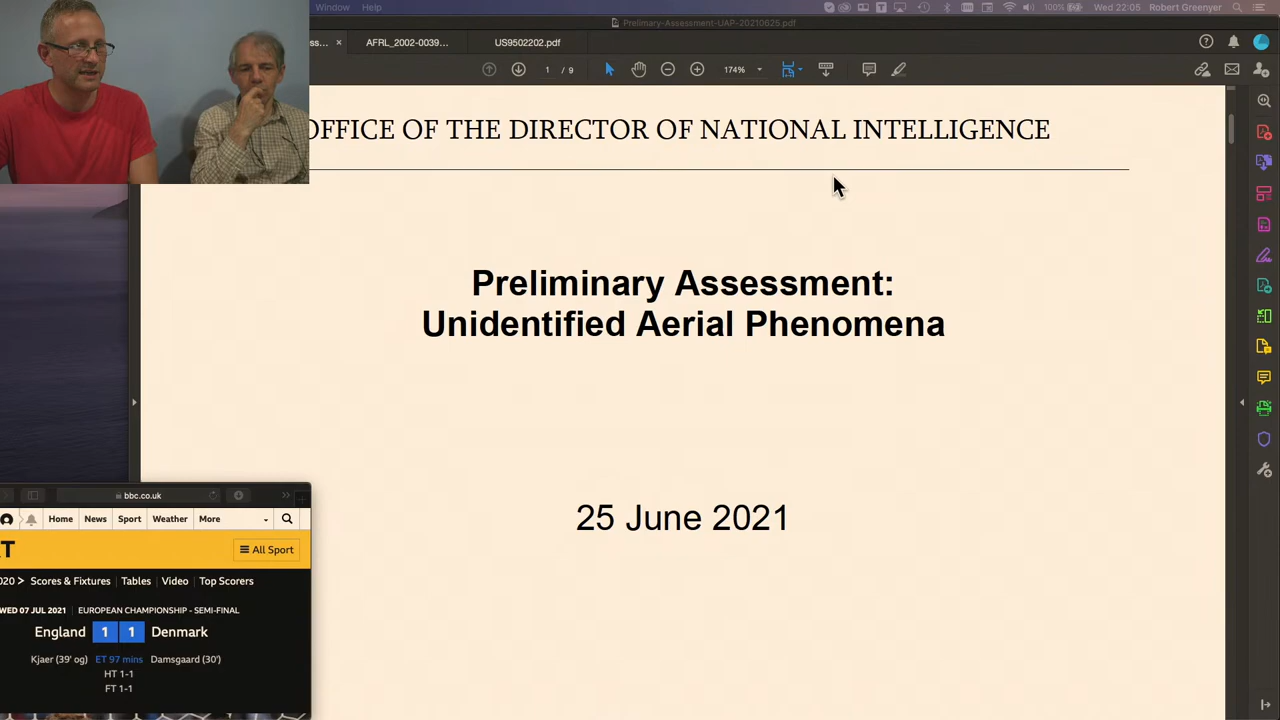 Window Help
100% Wed 22:05 Robert Greenyer
Prelimary-Assessment-UAP-20210625.pdf
ss... × AFRL_2002-0039... US9502202.pdf
1 / 9 174%
OFFICE OF THE DIRECTOR OF NATIONAL INTELLIGENCE
Preliminary Assessment:
Unidentified Aerial Phenomena
25 June 2021
bbc.co.uk
Home News Sport Weather More
All Sport
Scores & Fixtures Tables Video Top Scorers
WED 07 JUL 2021 EUROPEAN CHAMPIONSHIP - SEMI-FINAL
England 1 1 Denmark
Kjaer (39' og) ET 97 mins Damsgaard (30')
HT 1-1
FT 1-1